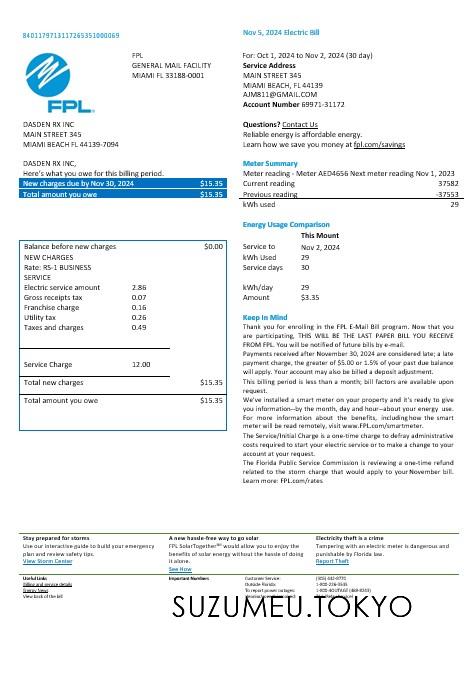 8401179713117265351000069
FPL
FPL
GENERAL MAIL FACILITY
MIAMI FL 33188-0001
DASDEN RX INC
MAIN STREET 345
MIAMI BEACH FL 44139-7094
DASDEN RX INC,
Here's what you owe for this billing period.
New charges due by Nov 30, 2024 $15.35
Total amount you owe $15.35
Balance before new charges $0.00
NEW CHARGES
Rate: RS-1 BUSINESS
SERVICE
Electric service amount 2.86
Gross receipts tax 0.07
Franchise charge 0.16
Utility tax 0.26
Taxes and charges 0.49
Service Charge 12.00
Total new charges $15.35
Total amount you owe $15.35
Nov 5, 2024 Electric Bill
For: Oct 1, 2024 to Nov 2, 2024 (30 day)
Service Address
MAIN STREET 345
MIAMI BEACH, FL 44139
AJM811@GMAIL.COM
Account Number 69971-31172
Questions? Contact Us
Reliable energy is affordable energy.
Learn how we save you money at fpl.com/savings
Meter Summary
Meter reading - Meter AED4656 Next meter reading Nov 1, 2023
Current reading 37582
Previous reading -37553
kWh used 29
Energy Usage Comparison
This Mount
Service to Nov 2, 2024
kWh Used 29
Service days 30
kWh/day 29
Amount $3.35
Keep In Mind
Thank you for enrolling in the FPL E-Mail Bill program. Now that you
are participating, THIS WILL BE THE LAST PAPER BILL YOU RECEIVE
FROM FPL. You will be notified of future bills by e-mail.
Payments received after November 30, 2024 are considered late; a late
payment charge, the greater of $5.00 or 1.5% of your past due balance
will apply. Your account may also be billed a deposit adjustment.
This billing period is less than a month; bill factors are available upon
request.
We've installed a smart meter on your property and it's ready to give
you information--by the month, day and hour--about your energy use.
For more information about the benefits, including how the smart
meter will be read remotely, visit www.FPL.com/smartmeter.
The Service/Initial Charge is a one-time charge to defray administrative
costs required to start your electric service or to make a change to your
account at your request.
The Florida Public Service Commission is reviewing a one-time refund
related to the storm charge that would apply to your November bill.
Learn more: FPL.com/rates
Stay prepared for storms
Use our interactive guide to build your emergency
plan and review safety tips.
View Storm Center
A new hassle-free way to go solar
FPL SolarTogether℠ would allow you to enjoy the
benefits of solar energy without the hassle of doing
it alone.
See How
Electricity theft is a crime
Tampering with an electric meter is dangerous and
punishable by Florida law.
Report Theft
Useful Links
Billing and service details
Energy News
View back of the bill
Important Numbers
Customer Service:
Outside Florida:
To report power outages:
SUZUMEU.TOKYO